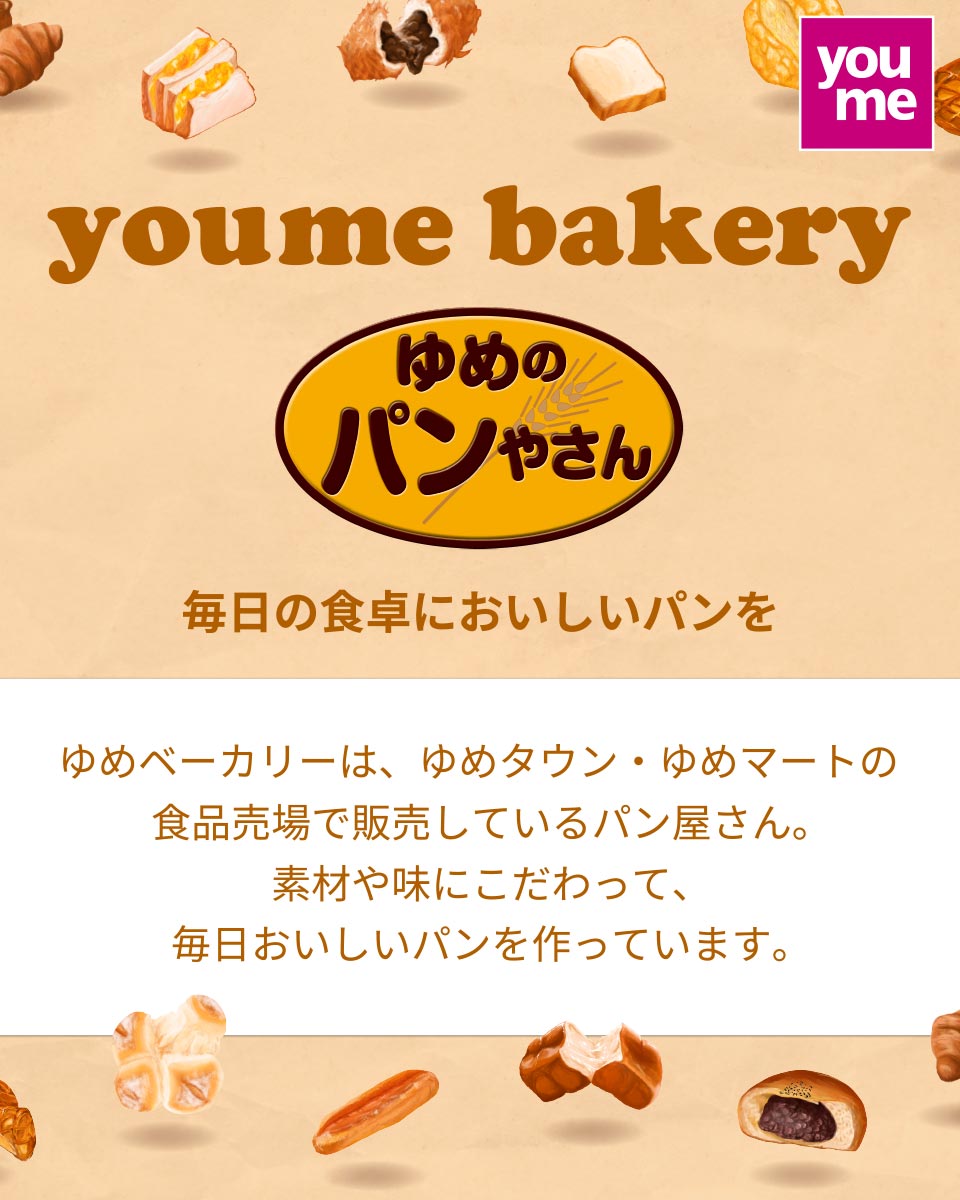 you
me
youme bakery
ゆめの
パンやさん
毎日の食卓においしいパンを
ゆめベーカリーは、ゆめタウン・ゆめマートの
食品売場で販売しているパン屋さん。
素材や味にこだわって、
毎日おいしいパンを作っています。